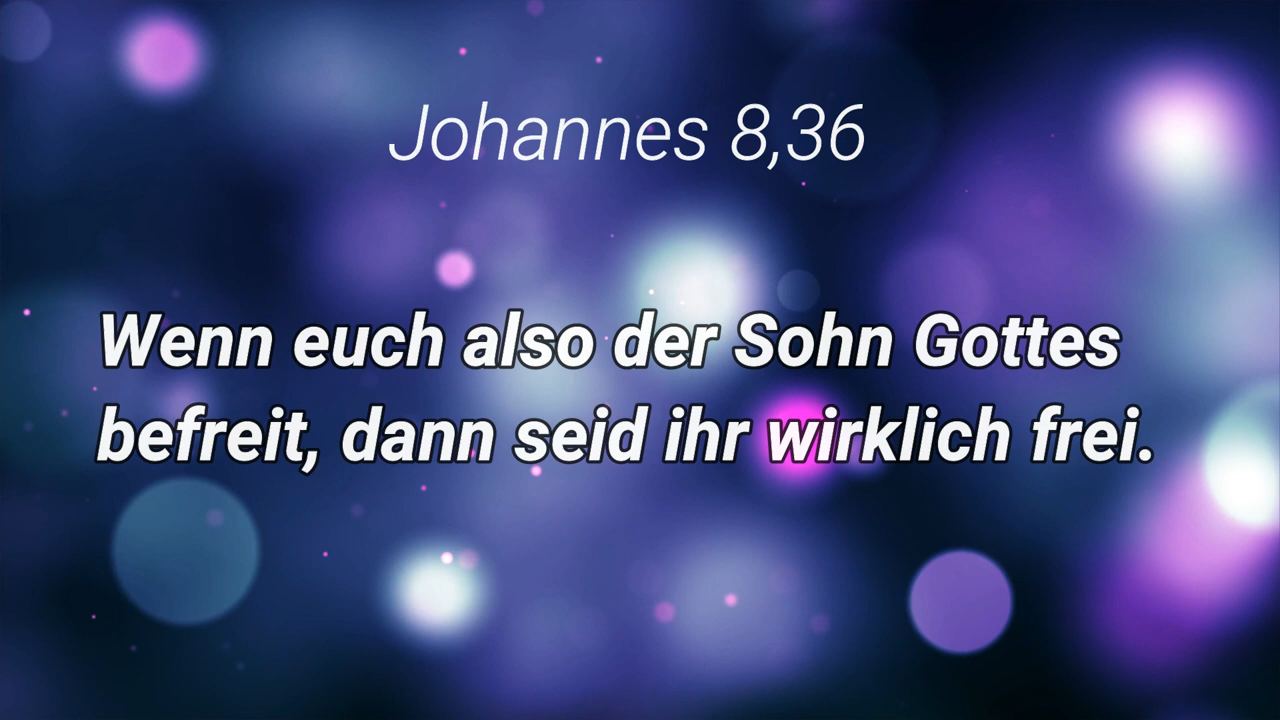 Johannes 8,36
Wenn euch also der Sohn Gottes
befreit, dann seid ihr wirklich frei.